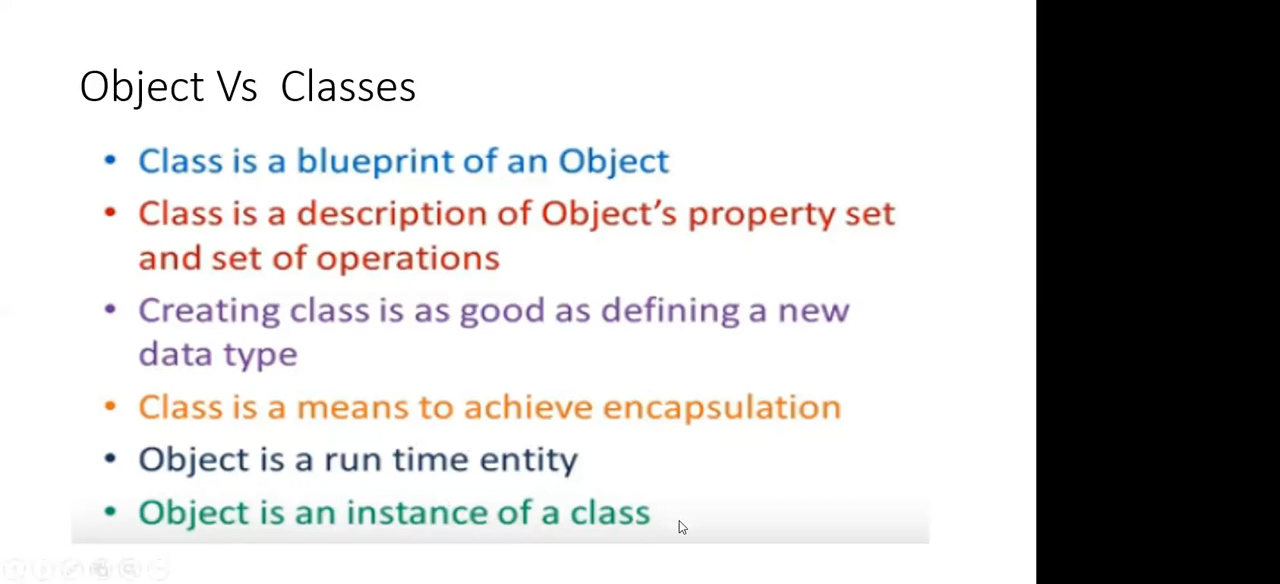 Object Vs Classes
• Class is a blueprint of an Object
• Class is a description of Object's property set
and set of operations
• Creating class is as good as defining a new
data type
• Class is a means to achieve encapsulation
• Object is a run time entity
• Object is an instance of a class